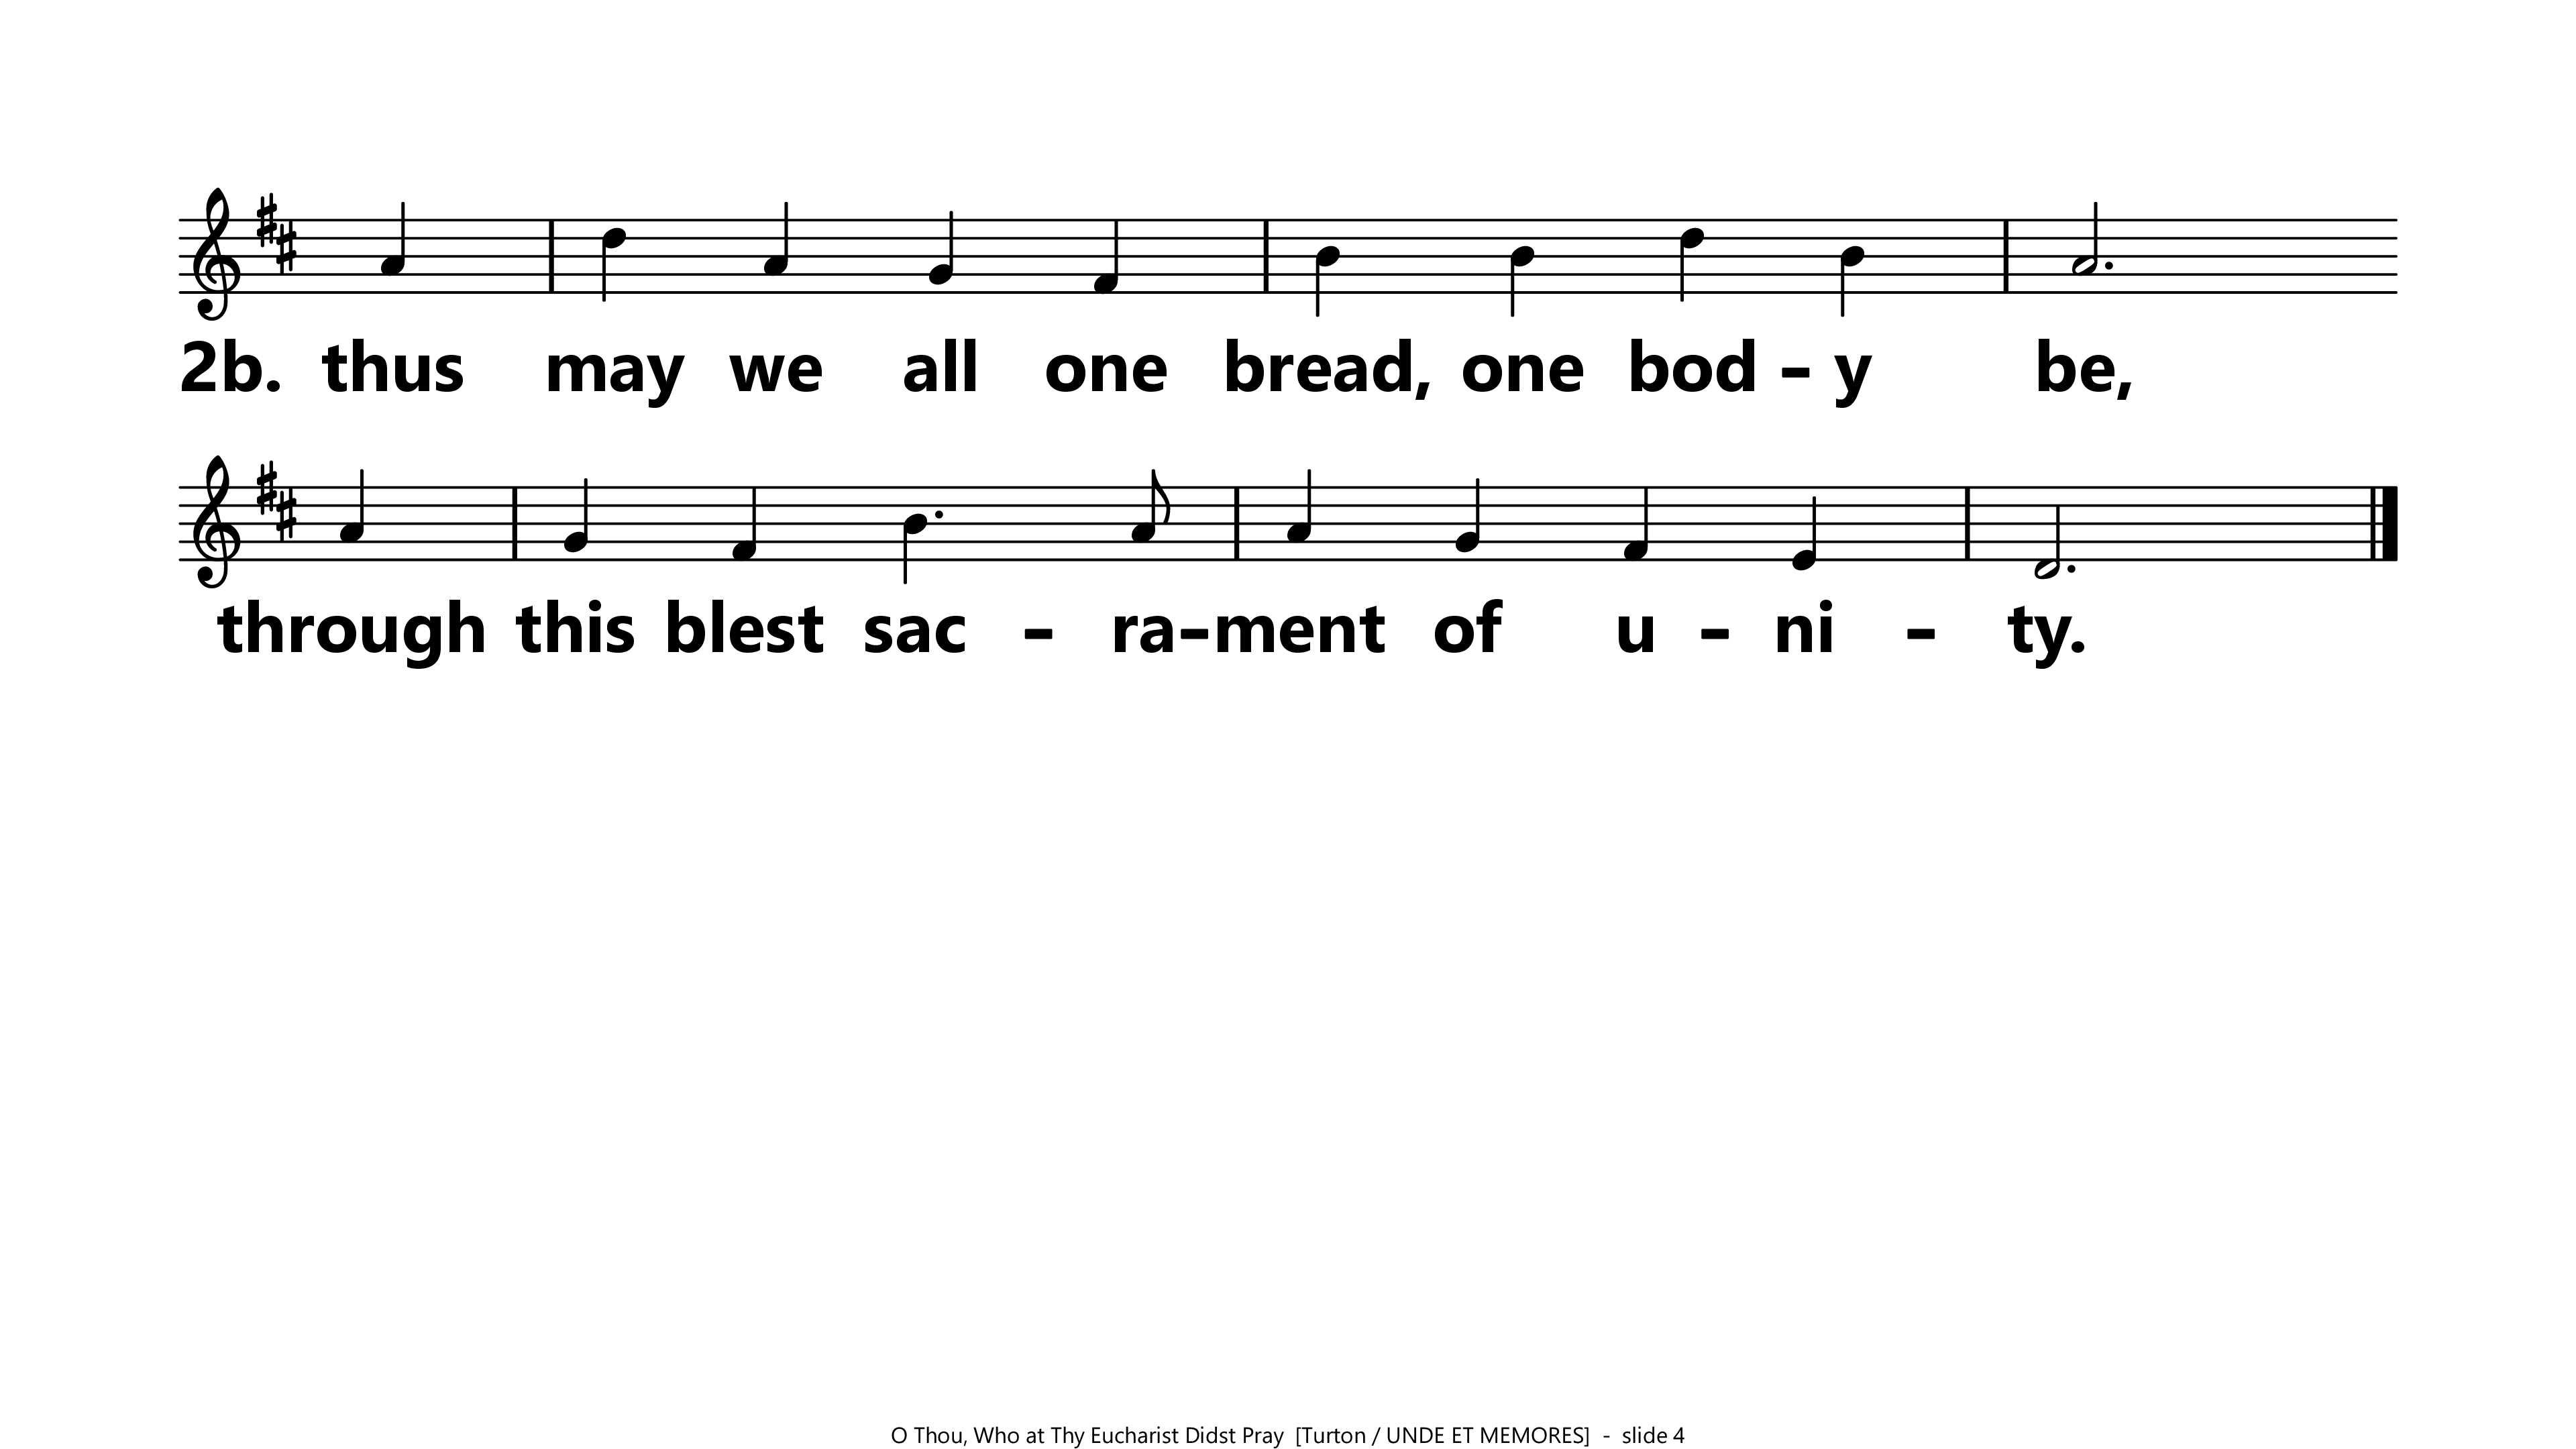 2b. thus may we all one bread, one bod - y be,
through this blest sac - ra-ment of u - ni - ty.
O Thou, Who at Thy Eucharist Didst Pray [Turton / UNDE ET MEMORES] - slide 4